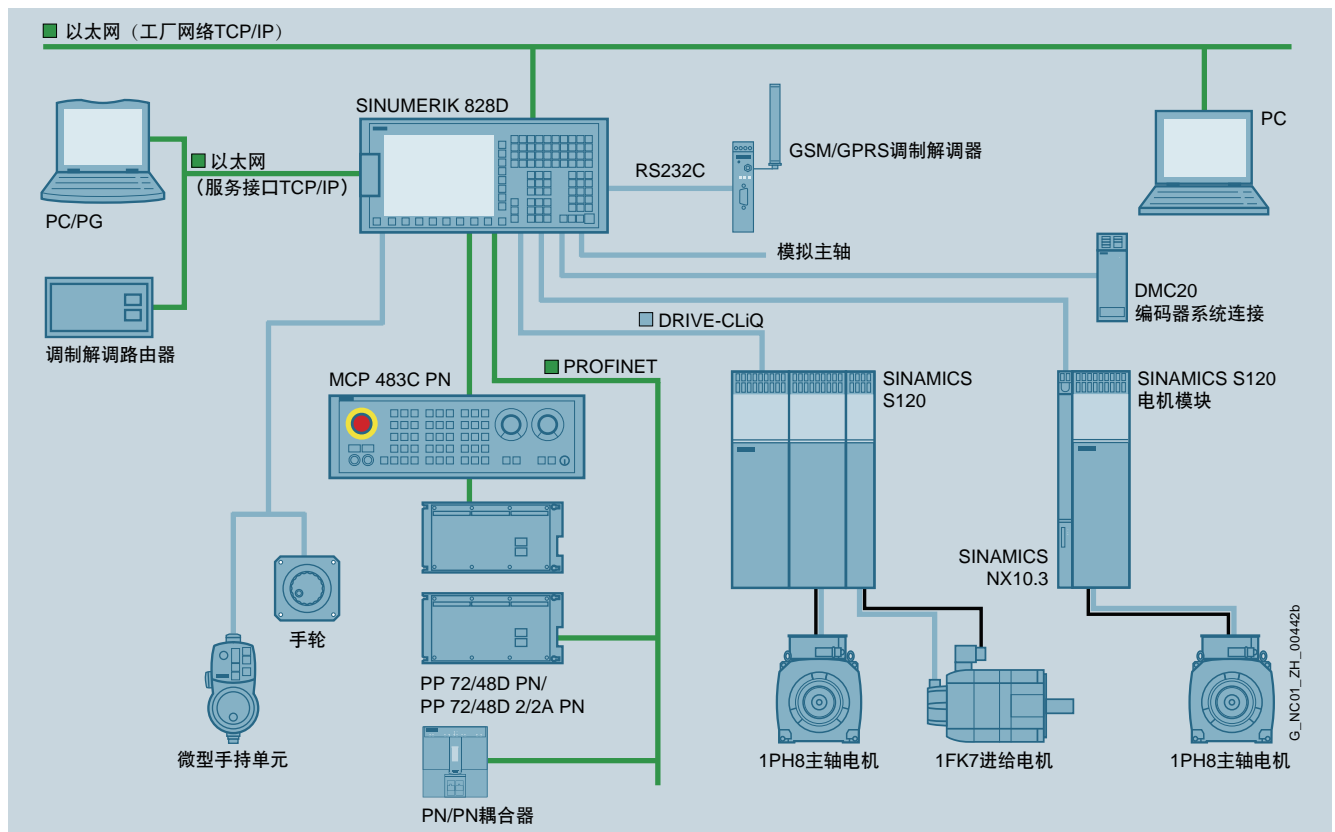 以太网（工厂网络TCP/IP）
SINUMERIK 828D
PC
GSM/GPRS调制解调器
RS232C
以太网
（服务接口TCP/IP）
PC/PG
模拟主轴
DMC20
编码器系统连接
DRIVE-CLiQ
调制解调路由器
PROFINET
MCP 483C PN
SINAMICS
S120
SINAMICS S120
电机模块
SINAMICS
NX10.3
手轮
PP 72/48D PN/
PP 72/48D 2/2A PN
微型手持单元
1PH8主轴电机
1FK7进给电机
1PH8主轴电机
PN/PN耦合器
G_NC01_ZH_00442b